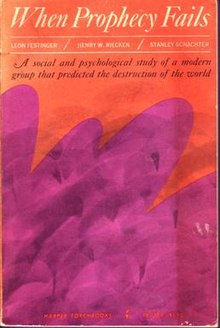 When Prophecy Fails
LEON FESTINGER / HENRY W. RIECKEN / STANLEY SCHACHTER
A social and psychological study of a modern
group that predicted the destruction of the world
HARPER TORCHBOOKS